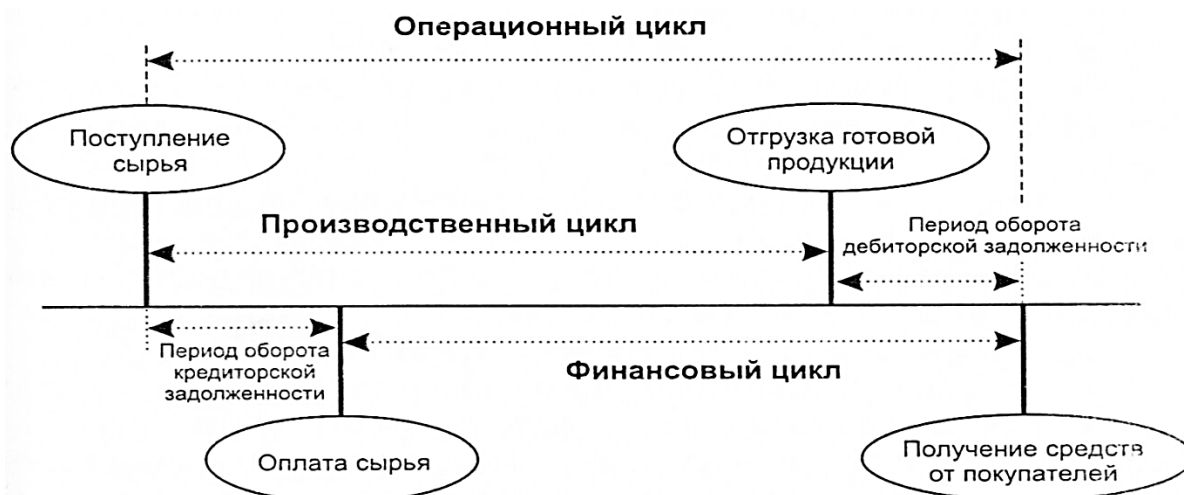 Операционный цикл
Поступление
сырья
Отгрузка готовой
продукции
Производственный цикл
Период оборота
дебиторской задолженности
Период оборота
кредиторской
задолженности
Финансовый цикл
Оплата сырья
Получение средств
от покупателей